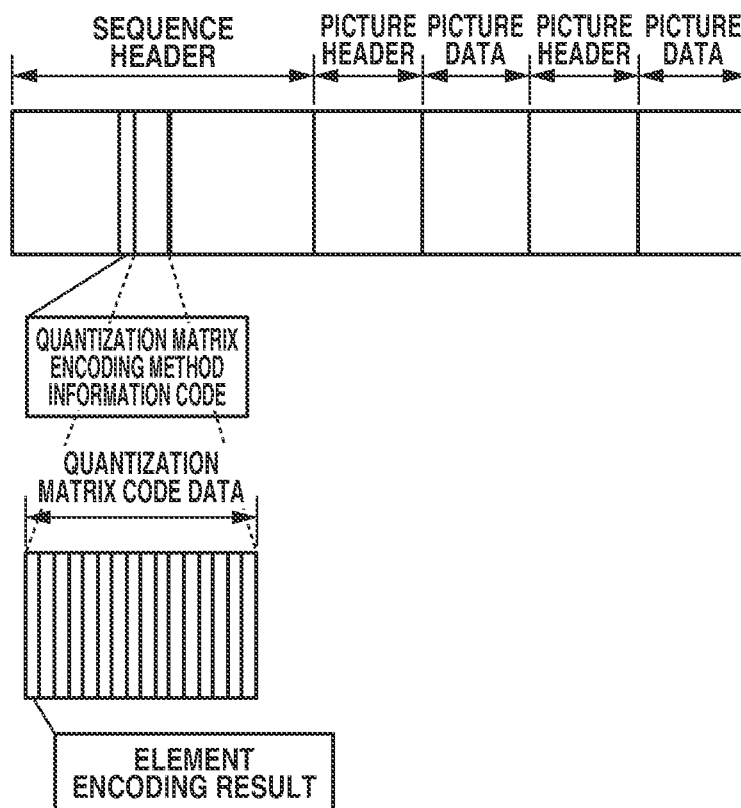 SEQUENCE
HEADER
PICTURE
HEADER
PICTURE
DATA
PICTURE
HEADER
PICTURE
DATA
QUANTIZATION MATRIX
ENCODING METHOD
INFORMATION CODE
QUANTIZATION
MATRIX CODE DATA
ELEMENT
ENCODING RESULT